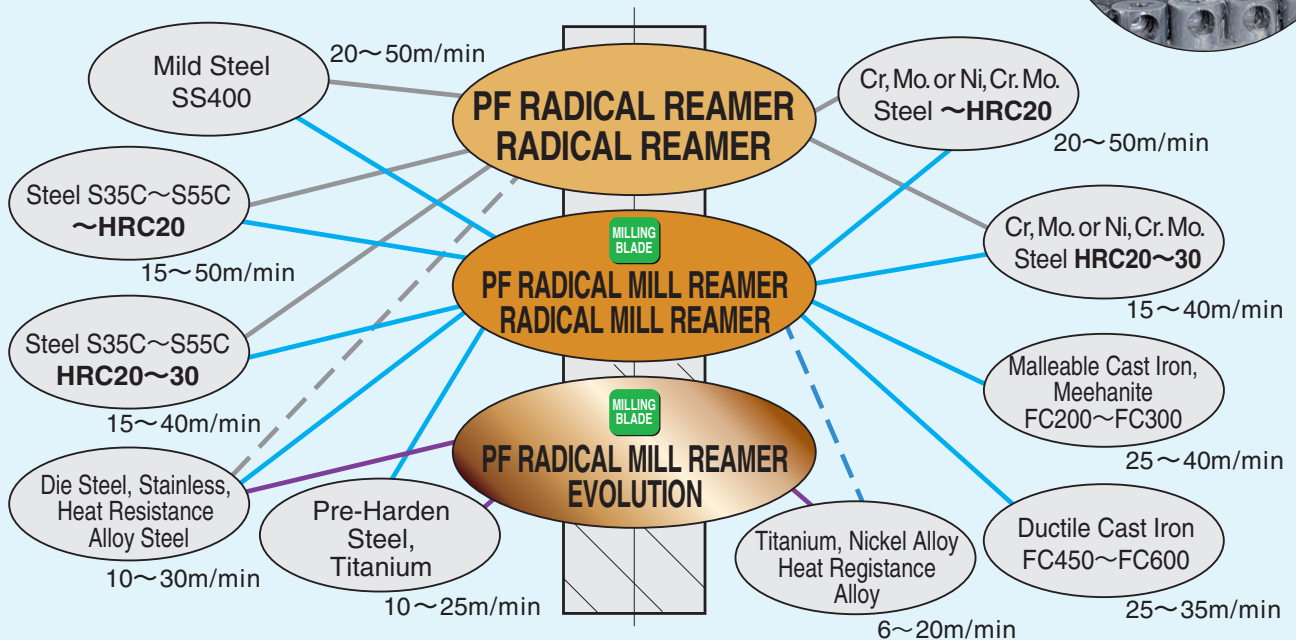 Mild Steel
SS400
20～50m/min
Steel S35C～S55C
～HRC20
15～50m/min
Steel S35C～S55C
HRC20～30
15～40m/min
Die Steel, Stainless,
Heat Resistance
Alloy Steel
10～30m/min
Pre-Harden
Steel,
Titanium
10～25m/min
PF RADICAL REAMER
RADICAL REAMER
MILLING
BLADE
PF RADICAL MILL REAMER
RADICAL MILL REAMER
MILLING
BLADE
PF RADICAL MILL REAMER
EVOLUTION
Cr, Mo. or Ni, Cr. Mo.
Steel ～HRC20
20～50m/min
Cr, Mo. or Ni, Cr. Mo.
Steel HRC20～30
15～40m/min
Malleable Cast Iron,
Meehanite
FC200～FC300
25～40m/min
Ductile Cast Iron
FC450～FC600
25～35m/min
Titanium, Nickel Alloy
Heat Registance
Alloy
6～20m/min